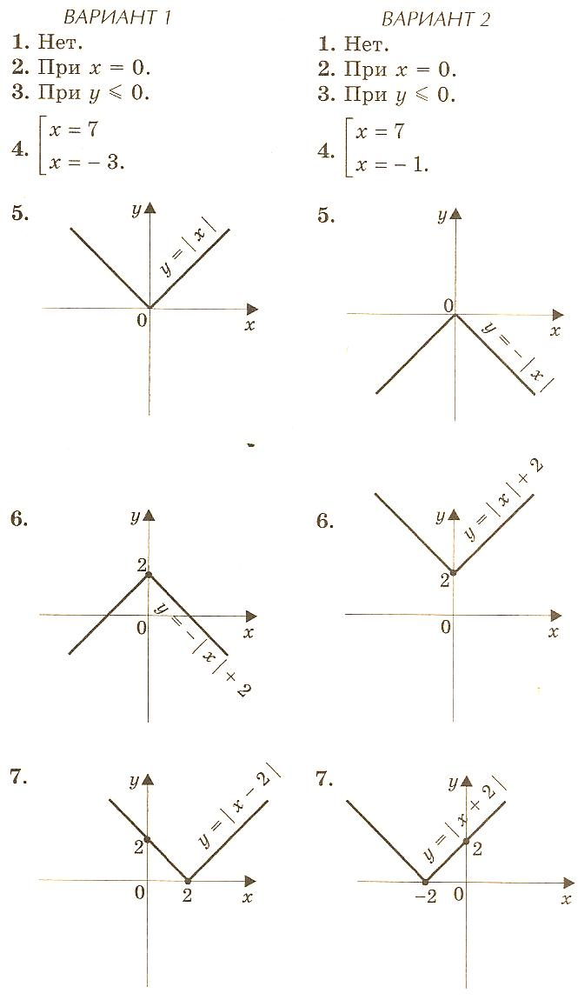 ВАРИАНТ 1
1. Нет.
2. При x = 0.
3. При y ⩽ 0.
4. [ x = 7
x = – 3.
5.
y
y = | x |
0
x
6.
y
2
0
x
y = –| x | + 2
7.
y
y = | x – 2 |
2
0
2
x
ВАРИАНТ 2
1. Нет.
2. При x = 0.
3. При y ⩽ 0.
4. [ x = 7
x = – 1.
5.
y
0
x
y = –| x |
6.
y = | x | + 2
y
2
0
x
7.
y
y = | x + 2 |
2
–2
0
x